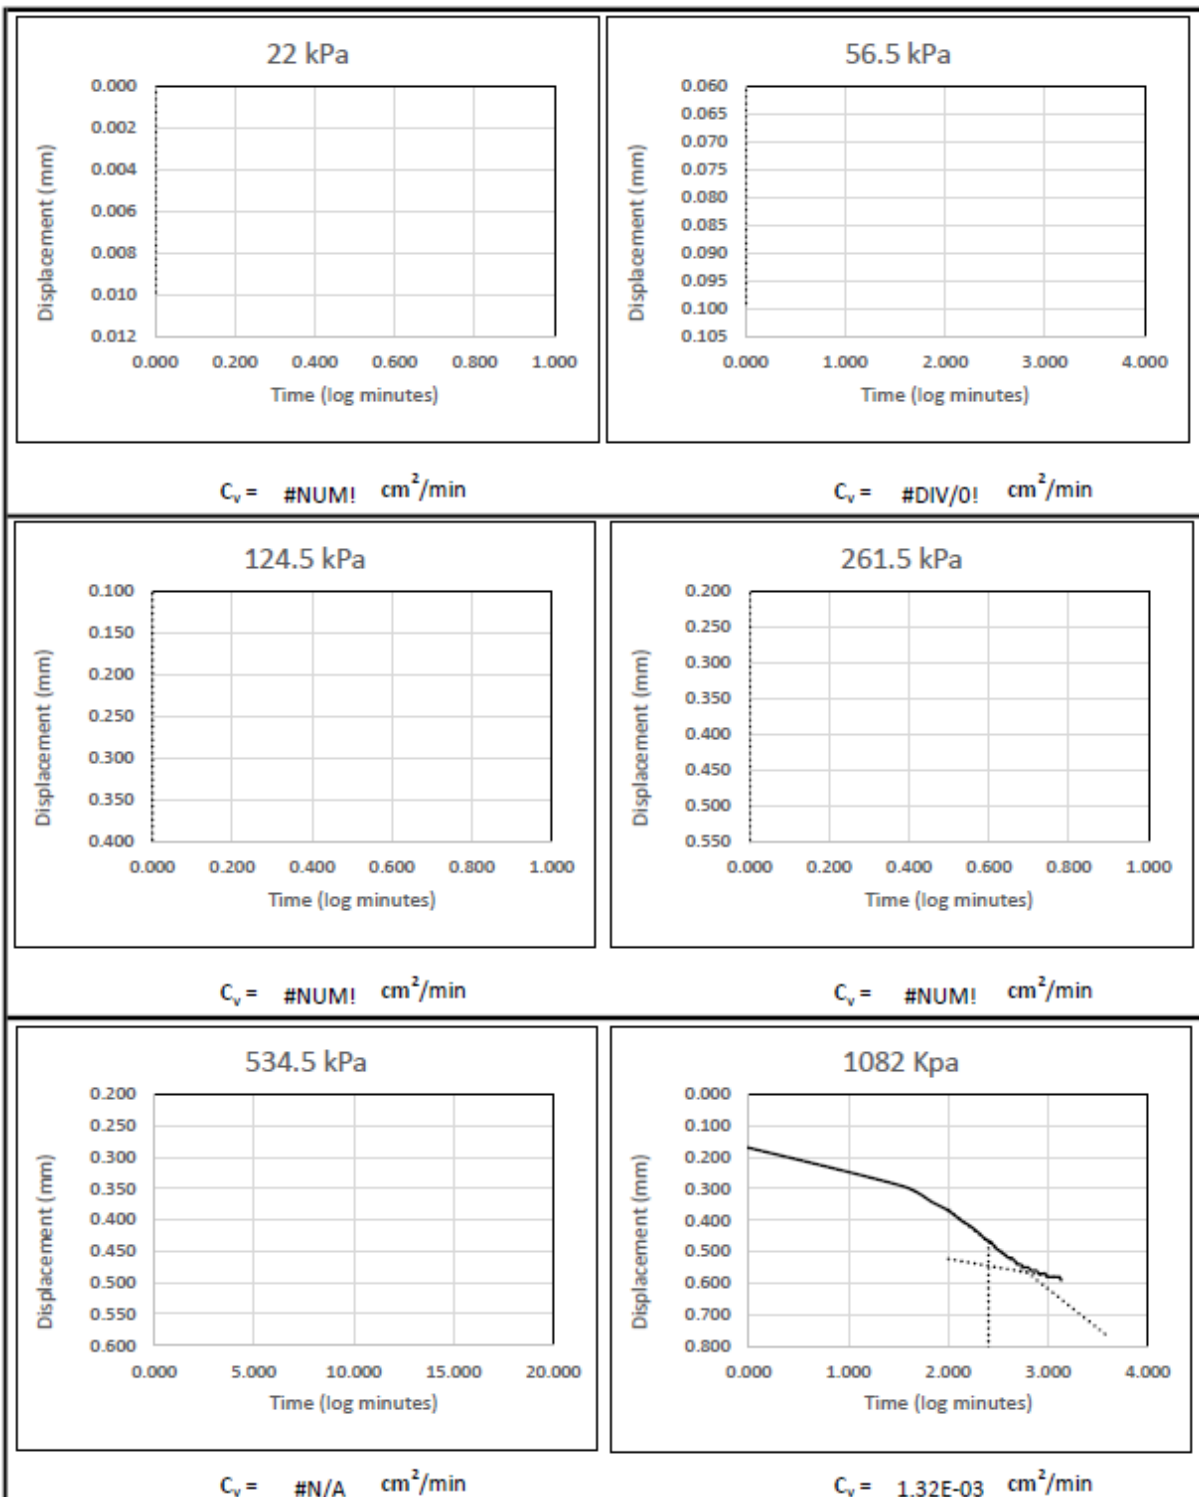 22 kPa
0.000
0.002
0.004
0.006
0.008
0.010
0.012
Displacement (mm)
0.000 0.200 0.400 0.600 0.800 1.000
Time (log minutes)
Cv = #NUM! cm²/min
56.5 kPa
0.060
0.065
0.070
0.075
0.080
0.085
0.090
0.095
0.100
0.105
Displacement (mm)
0.000 1.000 2.000 3.000 4.000
Time (log minutes)
Cv = #DIV/0! cm²/min
124.5 kPa
0.100
0.150
0.200
0.250
0.300
0.350
0.400
Displacement (mm)
0.000 0.200 0.400 0.600 0.800 1.000
Time (log minutes)
Cv = #NUM! cm²/min
261.5 kPa
0.200
0.250
0.300
0.350
0.400
0.450
0.500
0.550
Displacement (mm)
0.000 0.200 0.400 0.600 0.800 1.000
Time (log minutes)
Cv = #NUM! cm²/min
534.5 kPa
0.200
0.250
0.300
0.350
0.400
0.450
0.500
0.550
0.600
Displacement (mm)
0.000 5.000 10.000 15.000 20.000
Time (log minutes)
Cv = #N/A cm²/min
1082 Kpa
0.000
0.100
0.200
0.300
0.400
0.500
0.600
0.700
0.800
Displacement (mm)
0.000 1.000 2.000 3.000 4.000
Time (log minutes)
Cv = 1.32E-03 cm²/min